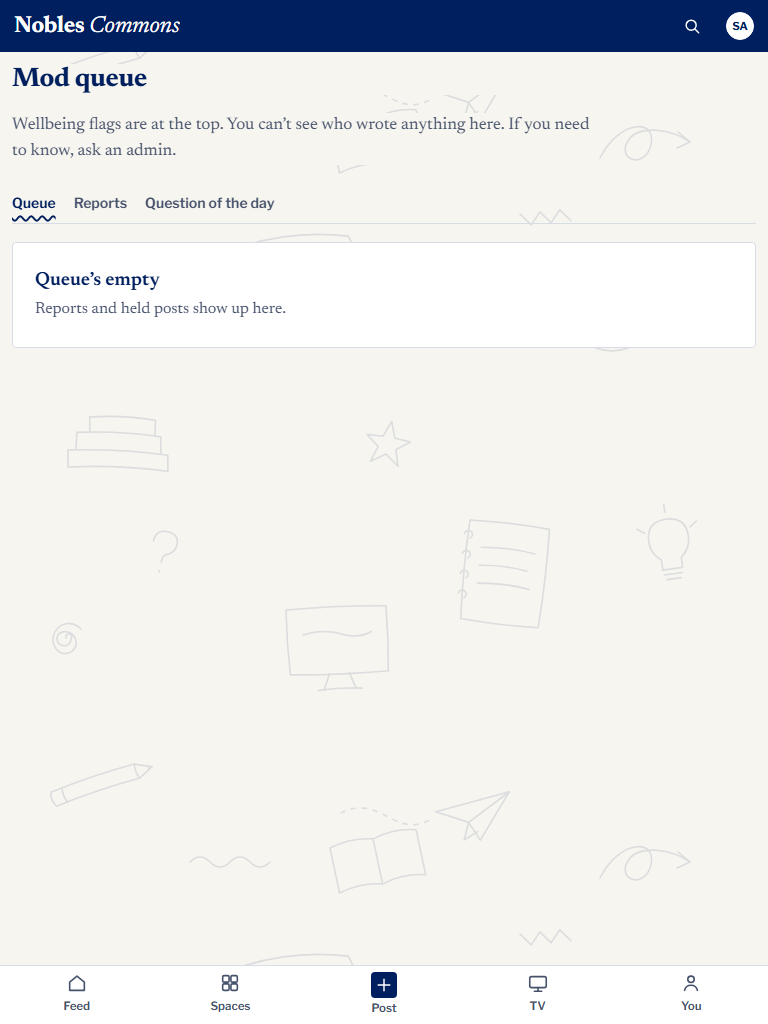 Nobles Commons
SA
Mod queue
Wellbeing flags are at the top. You can’t see who wrote anything here. If you need
to know, ask an admin.
Queue Reports Question of the day
Queue’s empty
Reports and held posts show up here.
Feed Spaces Post TV You